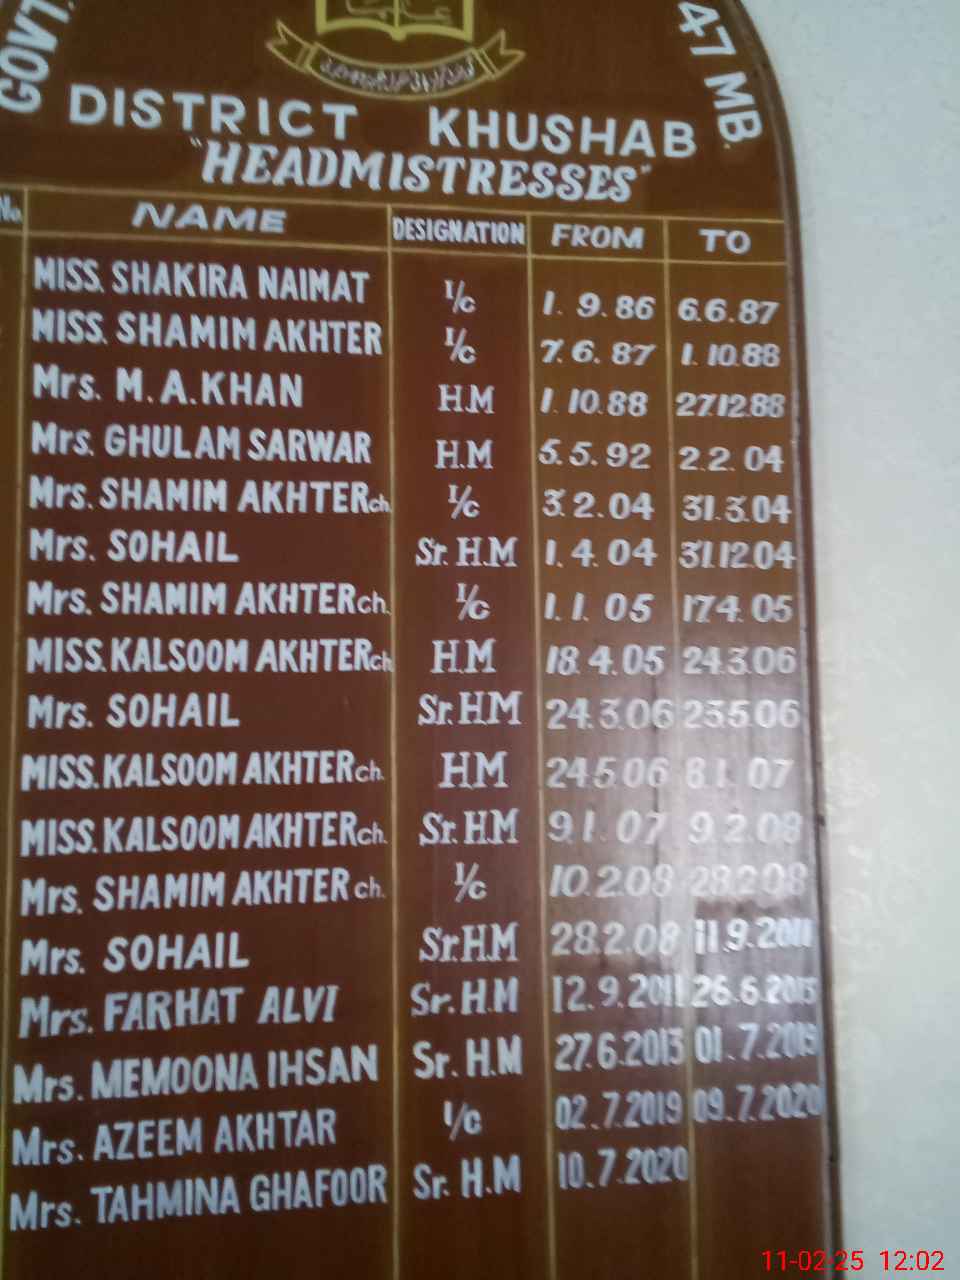 GOVT.
47 MB.
DISTRICT KHUSHAB
"HEADMISTRESSES"
No. NAME DESIGNATION FROM TO
MISS. SHAKIRA NAIMAT I/c 1. 9. 86 6.6.87
MISS. SHAMIM AKHTER I/c 7. 6. 87 1. 10.88
Mrs. M. A. KHAN H.M 1. 10.88 27.12.88
Mrs. GHULAM SARWAR H.M 5.5. 92 2.2. 04
Mrs. SHAMIM AKHTER ch. I/c 3. 2. 04 31.3.04
Mrs. SOHAIL Sr. H.M 1. 4. 04 31.12.04
Mrs. SHAMIM AKHTER ch. I/c 1. 1. 05 17.4. 05
MISS. KALSOOM AKHTER ch. H.M 18. 4. 05 24.3.06
Mrs. SOHAIL Sr. H.M 24. 3.06 23.5.06
MISS. KALSOOM AKHTER ch. H.M 24.5.06 8.1. 07
MISS. KALSOOM AKHTER ch. Sr. H.M 9.1. 07 9.2.08
Mrs. SHAMIM AKHTER ch. I/c 10.2.08 28.2.08
Mrs. SOHAIL Sr. H.M 28.2.08 11.9.2011
Mrs. FARHAT ALVI Sr. H.M 12.9.2011 26.6.2013
Mrs. MEMOONA IHSAN Sr. H.M 27.6.2013 01.7.2019
Mrs. AZEEM AKHTAR I/c 02.7.2019 09.7.2020
Mrs. TAHMINA GHAFOOR Sr. H.M 10.7.2020
11-02-25 12:02